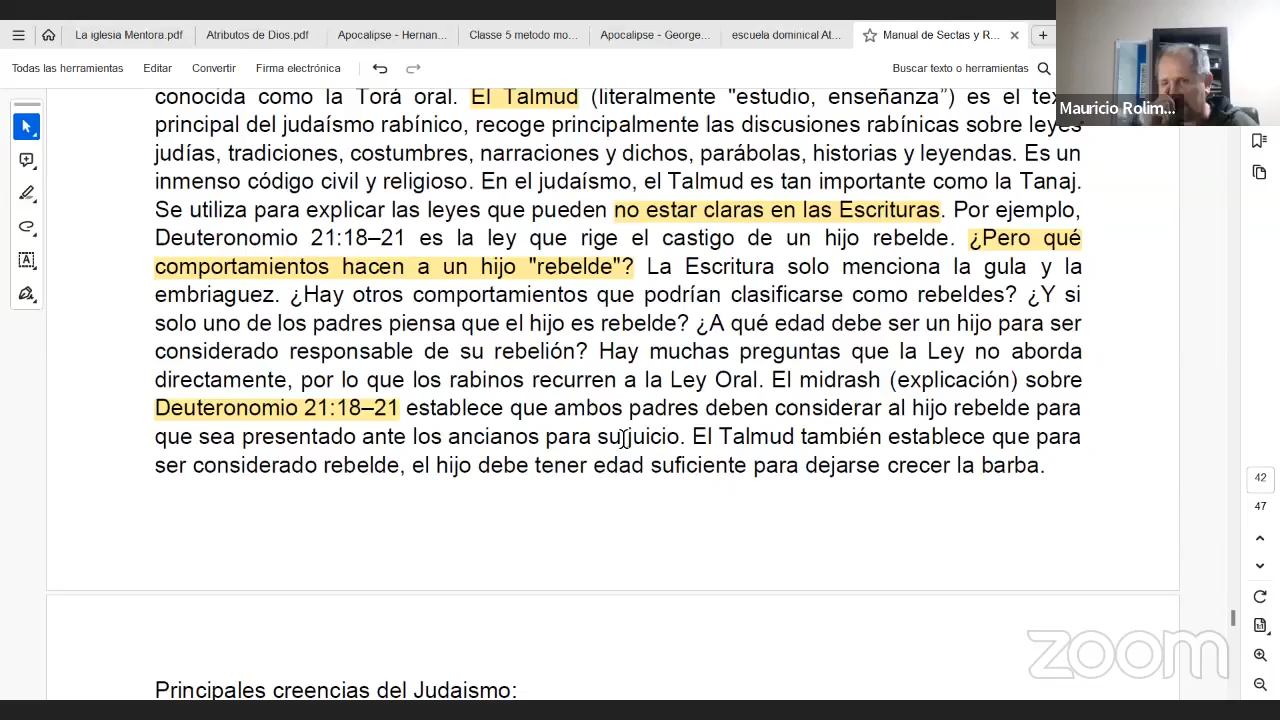 La iglesia Mentora.pdf
Atributos de Dios.pdf
Apocalipse - Hernan...
Classe 5 metodo mo...
Apocalipse - George...
escuela dominical Al...
Manual de Sectas y R...
Todas las herramientas
Editar
Convertir
Firma electrónica
Buscar texto o herramientas
Mauricio Rolim...
conocida como la Torá oral. El Talmud (literalmente "estudio, enseñanza”) es el
principal del judaísmo rabínico, recoge principalmente las discusiones rabínicas sobre leyes
judías, tradiciones, costumbres, narraciones y dichos, parábolas, historias y leyendas. Es un
inmenso código civil y religioso. En el judaísmo, el Talmud es tan importante como la Tanaj.
Se utiliza para explicar las leyes que pueden no estar claras en las Escrituras. Por ejemplo,
Deuteronomio 21:18–21 es la ley que rige el castigo de un hijo rebelde. ¿Pero qué
comportamientos hacen a un hijo "rebelde"? La Escritura solo menciona la gula y la
embriaguez. ¿Hay otros comportamientos que podrían clasificarse como rebeldes? ¿Y si
solo uno de los padres piensa que el hijo es rebelde? ¿A qué edad debe ser un hijo para ser
considerado responsable de su rebelión? Hay muchas preguntas que la Ley no aborda
directamente, por lo que los rabinos recurren a la Ley Oral. El midrash (explicación) sobre
Deuteronomio 21:18–21 establece que ambos padres deben considerar al hijo rebelde para
que sea presentado ante los ancianos para su juicio. El Talmud también establece que para
ser considerado rebelde, el hijo debe tener edad suficiente para dejarse crecer la barba.
42
47
zoom
Principales creencias del Judaismo: